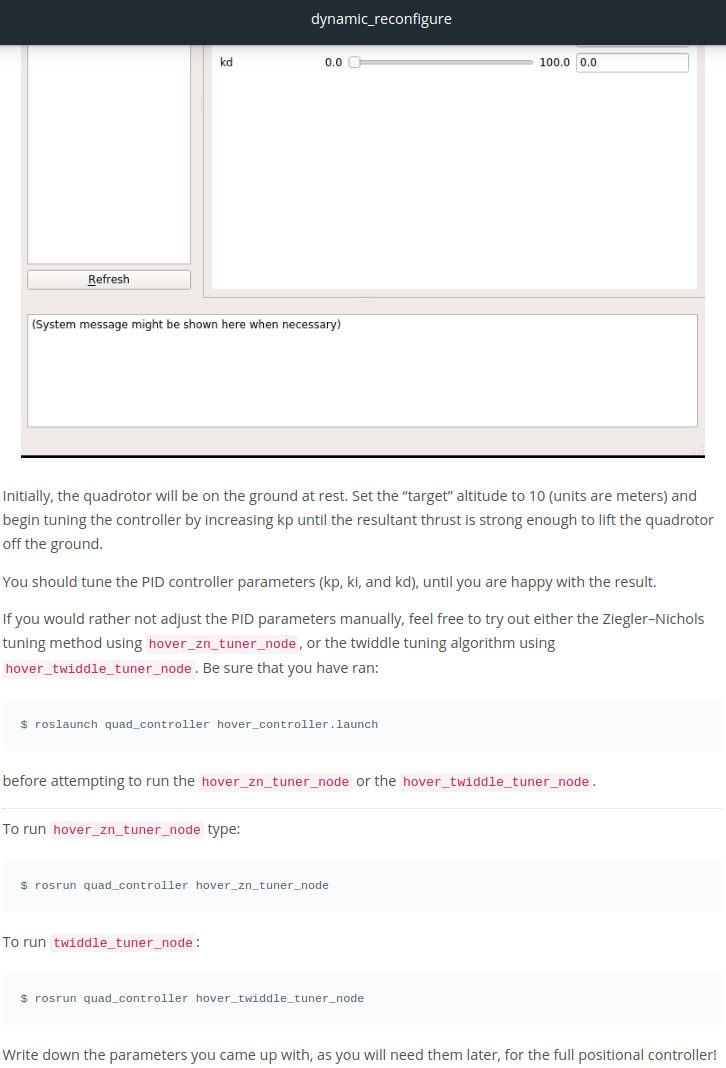 dynamic_reconfigure
kd 0.0 100.0 0.0
Refresh
(System message might be shown here when necessary)
Initially, the quadrotor will be on the ground at rest. Set the “target” altitude to 10 (units are meters) and
begin tuning the controller by increasing kp until the resultant thrust is strong enough to lift the quadrotor
off the ground.
You should tune the PID controller parameters (kp, ki, and kd), until you are happy with the result.
If you would rather not adjust the PID parameters manually, feel free to try out either the Ziegler–Nichols
tuning method using hover_zn_tuner_node, or the twiddle tuning algorithm using
hover_twiddle_tuner_node. Be sure that you have ran:
$ roslaunch quad_controller hover_controller.launch
before attempting to run the hover_zn_tuner_node or the hover_twiddle_tuner_node.
To run hover_zn_tuner_node type:
$ rosrun quad_controller hover_zn_tuner_node
To run twiddle_tuner_node:
$ rosrun quad_controller hover_twiddle_tuner_node
Write down the parameters you came up with, as you will need them later, for the full positional controller!